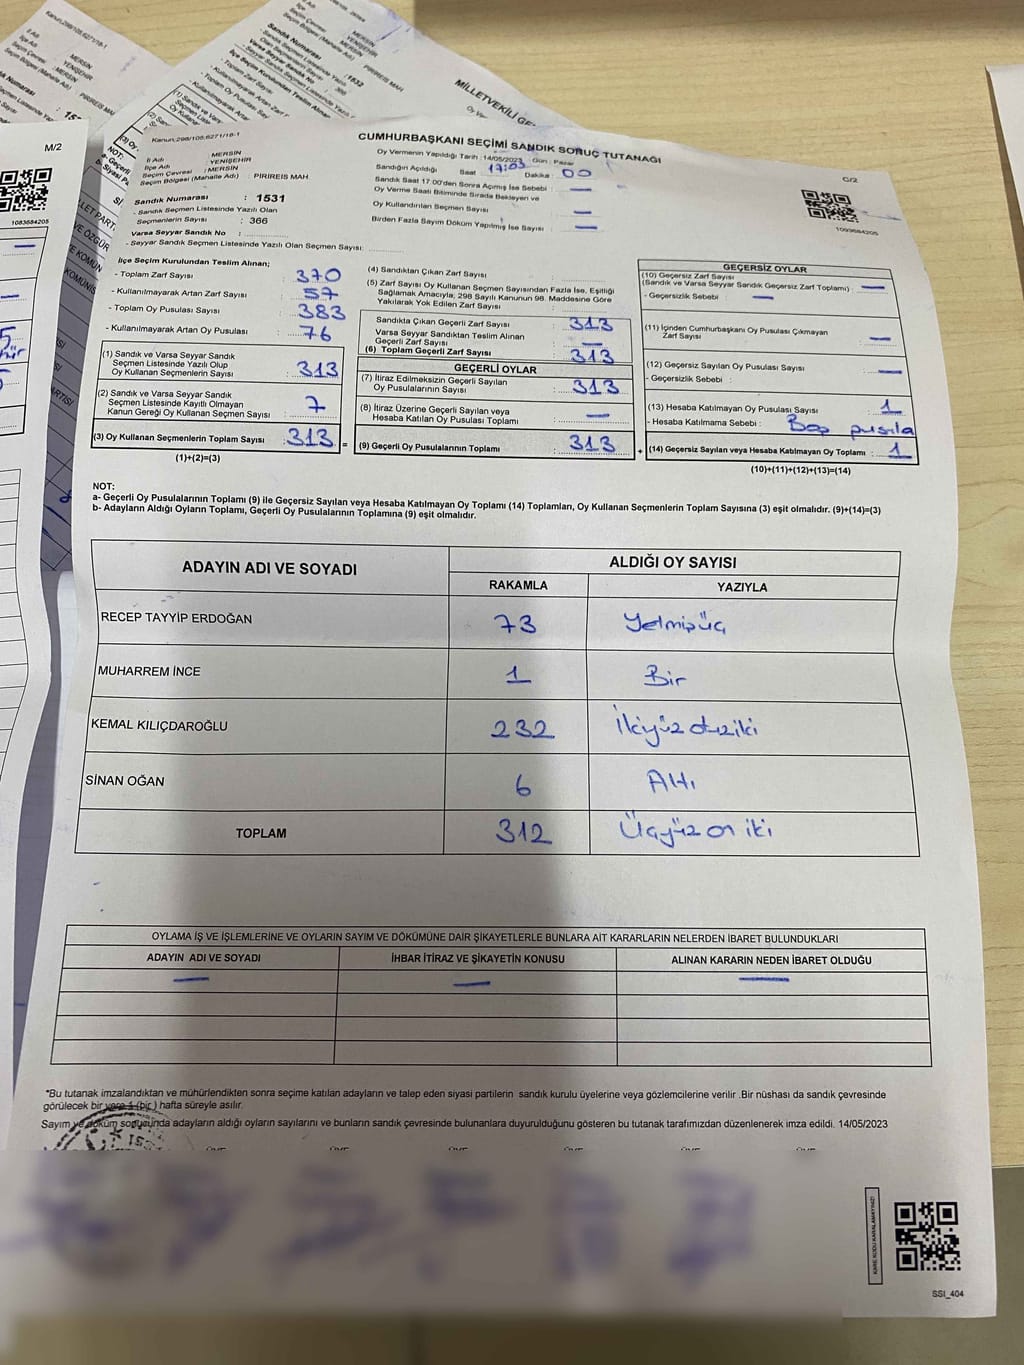 Kanun:298/105,6271/18-1
İl Adı : MERSİN
İlçe Adı : YENİŞEHİR
Seçim Çevresi : MERSİN
Seçim Bölgesi (Mahalle Adı) : PİRİREİS MAH
Sandık Numarası : 1531
- Sandık Seçmen Listesinde Yazılı Olan
Seçmenlerin Sayısı : 366
Varsa Seyyar Sandık No :
- Seyyar Sandık Seçmen Listesinde Yazılı Olan Seçmen Sayısı:
CUMHURBAŞKANI SEÇİMİ SANDIK SONUÇ TUTANAĞI
Oy Vermenin Yapıldığı Tarih : 14/05/2023 Gün : Pazar
Sandığın Açıldığı Saat 17:03 Dakika : 00
Sandık Saat 17.00'den Sonra Açımış İse Sebebi : —
Oy Verme Saati Bitiminde Sırada Bekleyen ve
Oy Kullandırılan Seçmen Sayısı : —
Birden Fazla Sayım Döküm Yapılmış İse Sayısı : —
C/2
1093684205
M/2
1083684205
İlçe Seçim Kurulundan Teslim Alınan;
- Toplam Zarf Sayısı : 370
- Kullanılmayarak Artan Zarf Sayısı : 57
- Toplam Oy Pusulası Sayısı : 383
- Kullanılmayarak Artan Oy Pusulası : 76
(1) Sandık ve Varsa Seyyar Sandık
Seçmen Listesinde Yazılı Olup
Oy Kullanan Seçmenlerin Sayısı : 313
(2) Sandık ve Varsa Seyyar Sandık
Seçmen Listesinde Kayıtlı Olmayan
Kanun Gereği Oy Kullanan Seçmen Sayısı : 7
(3) Oy Kullanan Seçmenlerin Toplam Sayısı : 313 =
(1)+(2)=(3)
(4) Sandıktan Çıkan Zarf Sayısı :
(5) Zarf Sayısı Oy Kullanan Seçmen Sayısından Fazla İse, Eşitliği
Sağlamak Amacıyla, 298 Sayılı Kanunun 98. Maddesine Göre
Yakılarak Yok Edilen Zarf Sayısı :
Sandıkta Çıkan Geçerli Zarf Sayısı : 313
Varsa Seyyar Sandıktan Teslim Alınan
Geçerli Zarf Sayısı : —
(6) Toplam Geçerli Zarf Sayısı : 313
GEÇERLİ OYLAR
(7) İtiraz Edilmeksizin Geçerli Sayılan
Oy Pusulalarının Sayısı : 313
(8) İtiraz Üzerine Geçerli Sayılan veya
Hesaba Katılan Oy Pusulası Toplamı : —
(9) Geçerli Oy Pusulalarının Toplamı : 313 +
GEÇERSİZ OYLAR
(10) Geçersiz Zarf Sayısı
(Sandık ve Varsa Seyyar Sandık Geçersiz Zarf Toplamı) : —
- Geçersizlik Sebebi : —
(11) İçinden Cumhurbaşkanı Oy Pusulası Çıkmayan
Zarf Sayısı : —
(12) Geçersiz Sayılan Oy Pusulası Sayısı : —
- Geçersizlik Sebebi :
(13) Hesaba Katılmayan Oy Pusulası Sayısı : 1
- Hesaba Katılmama Sebebi : Boş pusula
(14) Geçersiz Sayılan veya Hesaba Katılmayan Oy Toplamı : 1
(10)+(11)+(12)+(13)=(14)
NOT:
a- Geçerli Oy Pusulalarının Toplamı (9) ile Geçersiz Sayılan veya Hesaba Katılmayan Oy Toplamı (14) Toplamları, Oy Kullanan Seçmenlerin Toplam Sayısına (3) eşit olmalıdır. (9)+(14)=(3)
b- Adayların Aldığı Oyların Toplamı, Geçerli Oy Pusulalarının Toplamına (9) eşit olmalıdır.
ADAYIN ADI VE SOYADI
ALDIĞI OY SAYISI
RAKAMLA YAZIYLA
RECEP TAYYİP ERDOĞAN 73 Yetmişüç
MUHARREM İNCE 1 Bir
KEMAL KILIÇDAROĞLU 232 İkiyüz otuziki
SİNAN OĞAN 6 Altı
TOPLAM 312 Üçyüz on iki
OYLAMA İŞ VE İŞLEMLERİNE VE OYLARIN SAYIM VE DÖKÜMÜNE DAİR ŞİKAYETLERLE BUNLARA AİT KARARLARIN NELERDEN İBARET BULUNDUKLARI
ADAYIN ADI VE SOYADI İHBAR İTİRAZ VE ŞİKAYETİN KONUSU ALINAN KARARIN NEDEN İBARET OLDUĞU
— — —
*Bu tutanak imzalandıktan ve mühürlendikten sonra seçime katılan adayların ve talep eden siyasi partilerin sandık kurulu üyelerine veya gözlemcilerine verilir .Bir nüshası da sandık çevresinde
görülecek bir yere 1 (bir ) hafta süreyle asılır.
Sayım ve döküm sonucunda adayların aldığı oyların sayılarını ve bunların sandık çevresinde bulunanlara duyurulduğunu gösteren bu tutanak tarafımızdan düzenlenerek imza edildi. 14/05/2023
KARE KODU KARALAMAYINIZ!
SSI_404